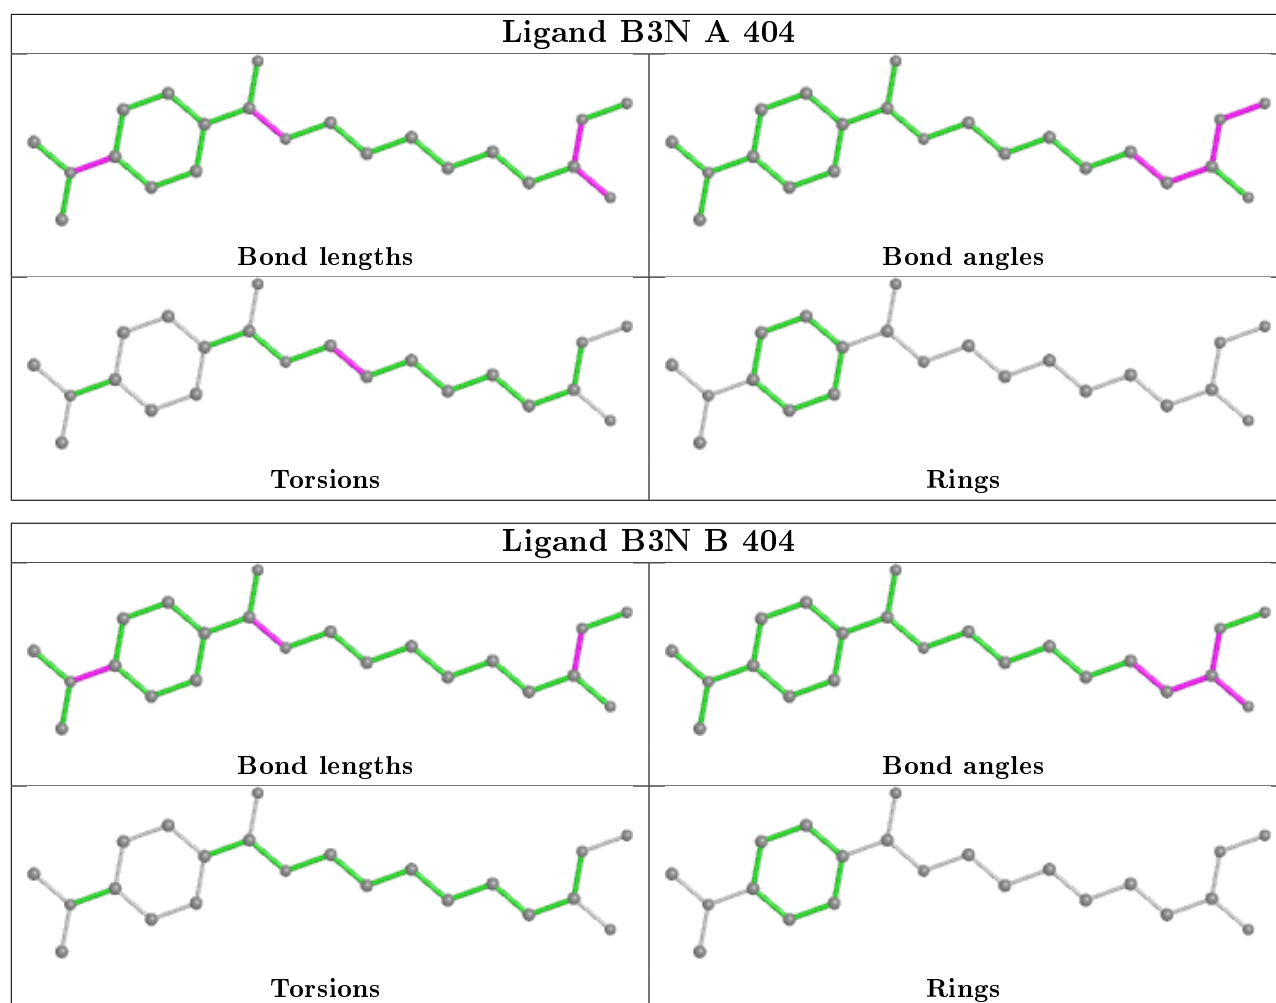 Ligand B3N A 404
Bond lengths
Bond angles
Torsions
Rings
Ligand B3N B 404
Bond lengths
Bond angles
Torsions
Rings